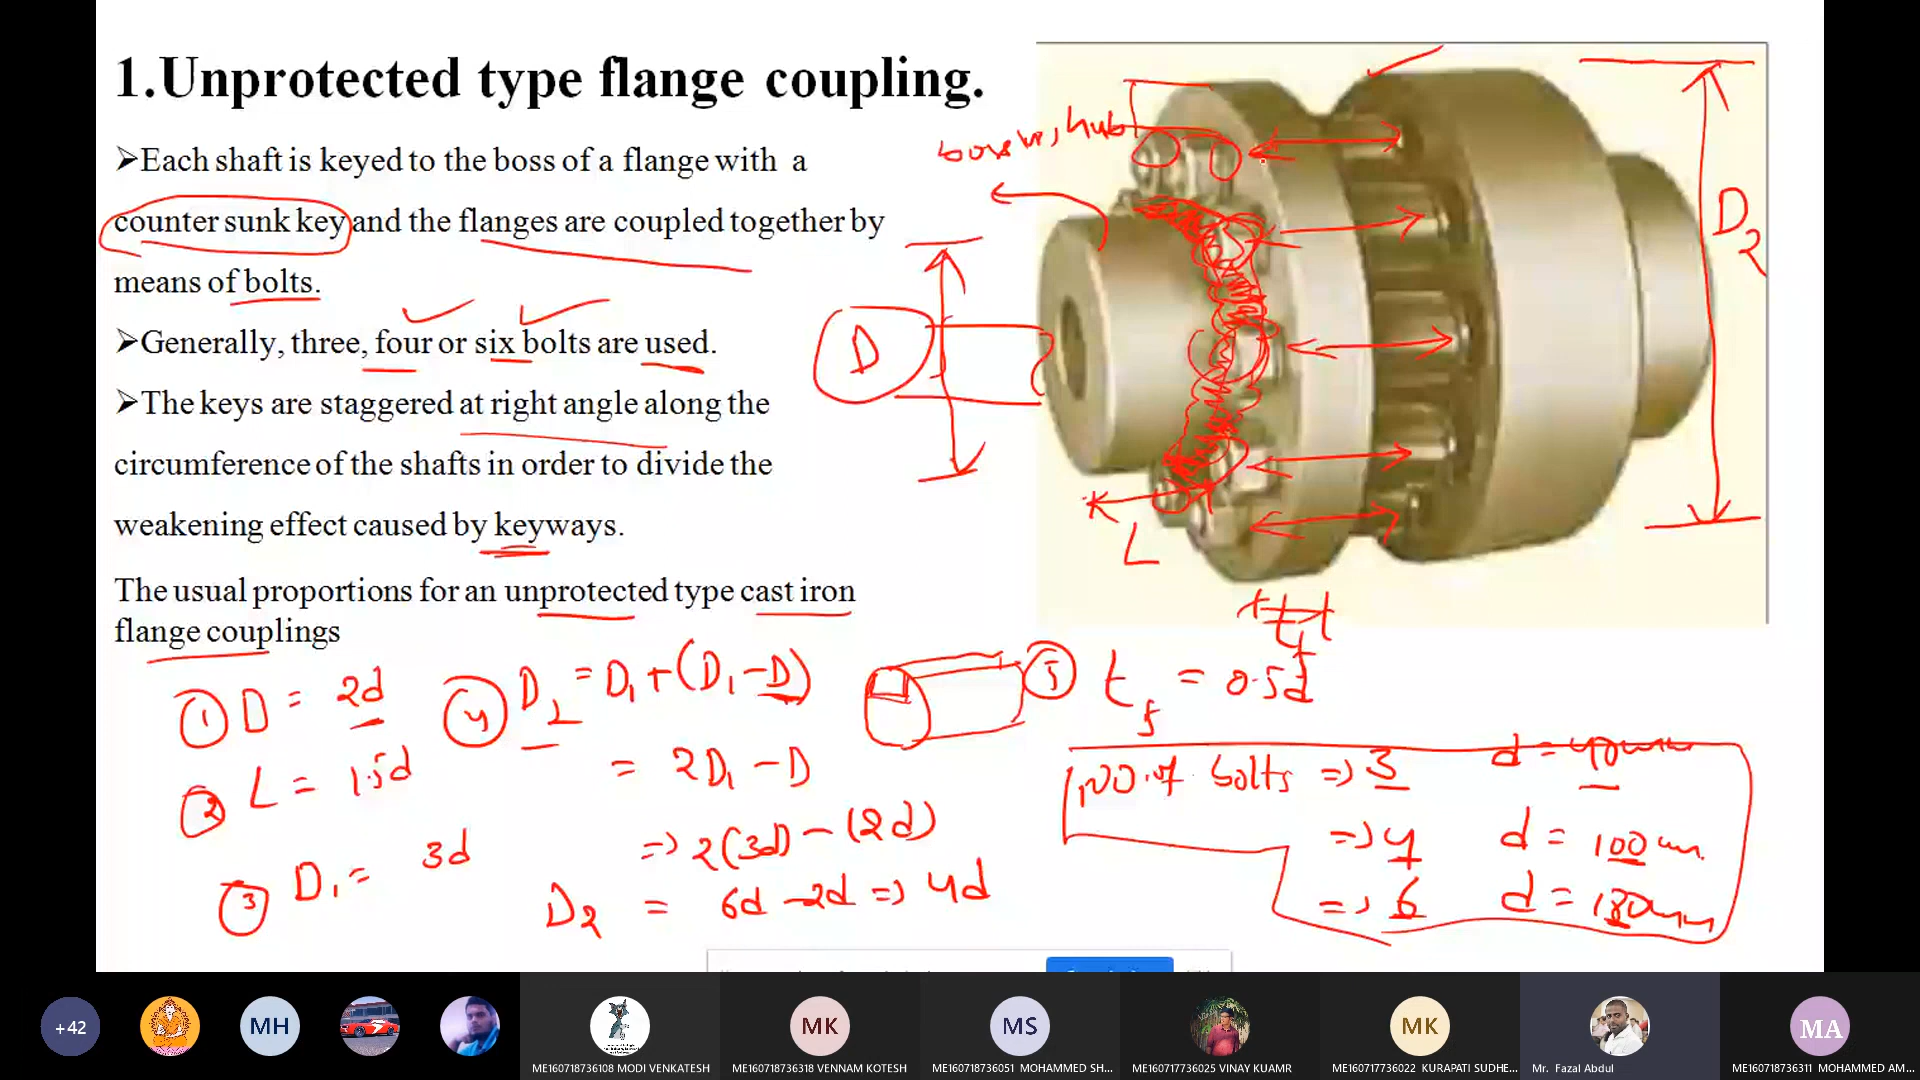 1.Unprotected type flange coupling.
➢Each shaft is keyed to the boss of a flange with a
counter sunk key and the flanges are coupled together by
means of bolts.
➢Generally, three, four or six bolts are used.
➢The keys are staggered at right angle along the
circumference of the shafts in order to divide the
weakening effect caused by keyways.
The usual proportions for an unprotected type cast iron
flange couplings
hub
D
D2
L
tf
① D = 2d
② L = 1.5d
③ D1 = 3d
④ D2 = D1+(D1-D)
= 2D1 - D
=> 2(3d) - (2d)
D2 = 6d - 2d => 4d
⑤ tf = 0.5d
no. of bolts => 3 d = 40mm
=> 4 d = 100mm
=> 6 d = 180mm
+42
MH
MK
MS
MK
MA
ME160718736108 MODI VENKATESH
ME160718736318 VENNAM KOTESH
ME160718736051 MOHAMMED SH...
ME160717736025 VINAY KUAMR
ME160717736022 KURAPATI SUDHE...
Mr. Fazal Abdul
ME160718736311 MOHAMMED AM...